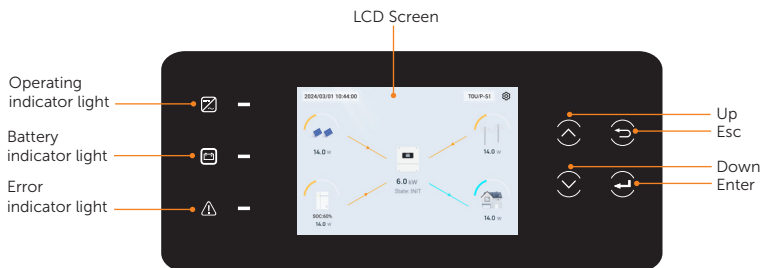 LCD Screen
Operating
indicator light
Battery
indicator light
Error
indicator light
2024/03/01 10:44:00
TOU/P-S1
14.0 w
14.0 w
6.0 kW
State: INIT
SOC:60%
14.0 w
14.0 w
Up
Esc
Down
Enter